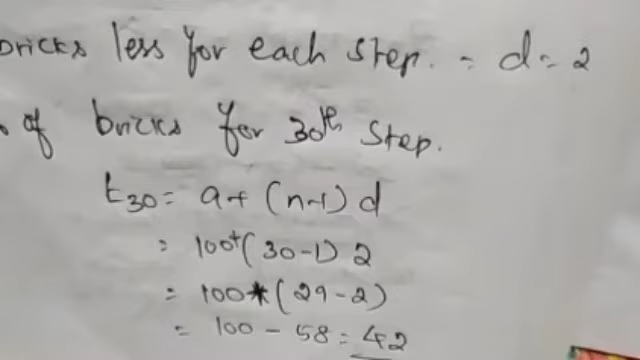 bricks less for each step. = d = 2
of bricks for 30th step.
t30 = a + (n-1) d
= 100+(30-1) 2
= 100*(29-2)
= 100 - 58 = 42